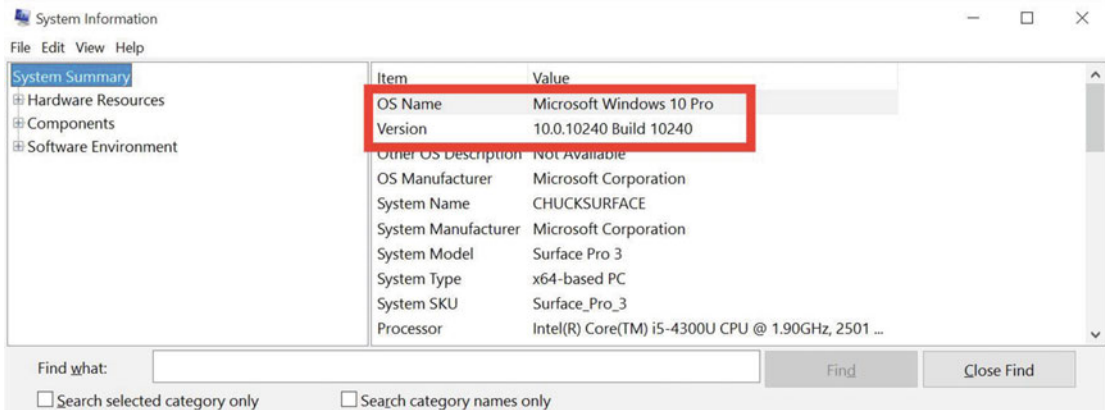 System Information
File Edit View Help
System Summary
Hardware Resources
Components
Software Environment
Item Value
OS Name Microsoft Windows 10 Pro
Version 10.0.10240 Build 10240
Other OS Description Not Available
OS Manufacturer Microsoft Corporation
System Name CHUCKSURFACE
System Manufacturer Microsoft Corporation
System Model Surface Pro 3
System Type x64-based PC
System SKU Surface_Pro_3
Processor Intel(R) Core(TM) i5-4300U CPU @ 1.90GHz, 2501 ...
Find what: Find Close Find
Search selected category only Search category names only